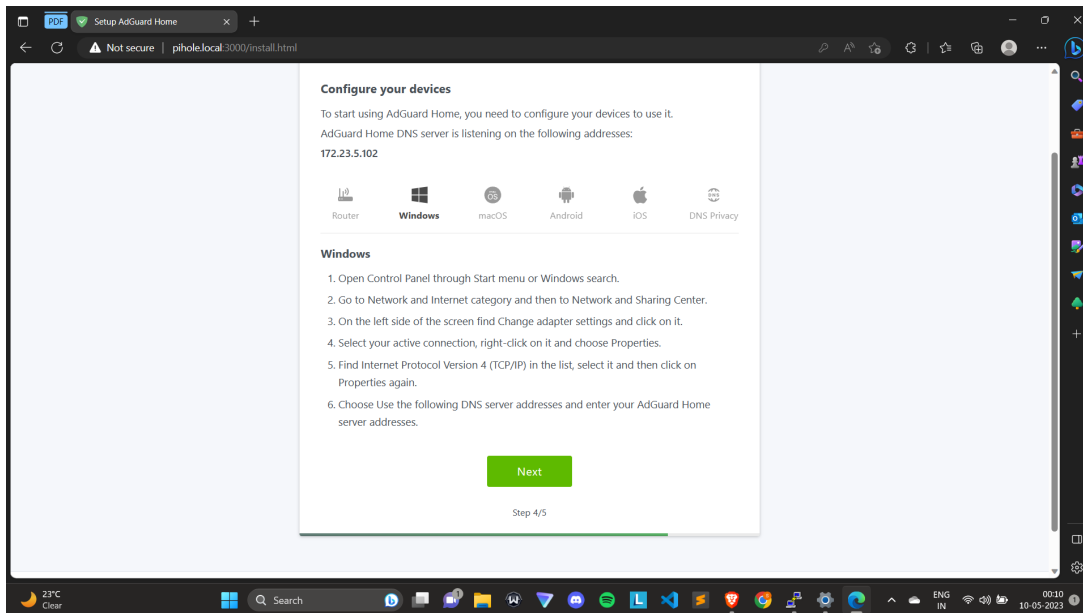 PDF
Setup AdGuard Home
Not secure
pihole.local:3000/install.html
Configure your devices
To start using AdGuard Home, you need to configure your devices to use it.
AdGuard Home DNS server is listening on the following addresses:
172.23.5.102
Router
Windows
macOS
Android
iOS
DNS Privacy
Windows
1. Open Control Panel through Start menu or Windows search.
2. Go to Network and Internet category and then to Network and Sharing Center.
3. On the left side of the screen find Change adapter settings and click on it.
4. Select your active connection, right-click on it and choose Properties.
5. Find Internet Protocol Version 4 (TCP/IP) in the list, select it and then click on
Properties again.
6. Choose Use the following DNS server addresses and enter your AdGuard Home
server addresses.
Next
Step 4/5
23°C
Clear
Search
ENG
IN
00:10
10-05-2023
1